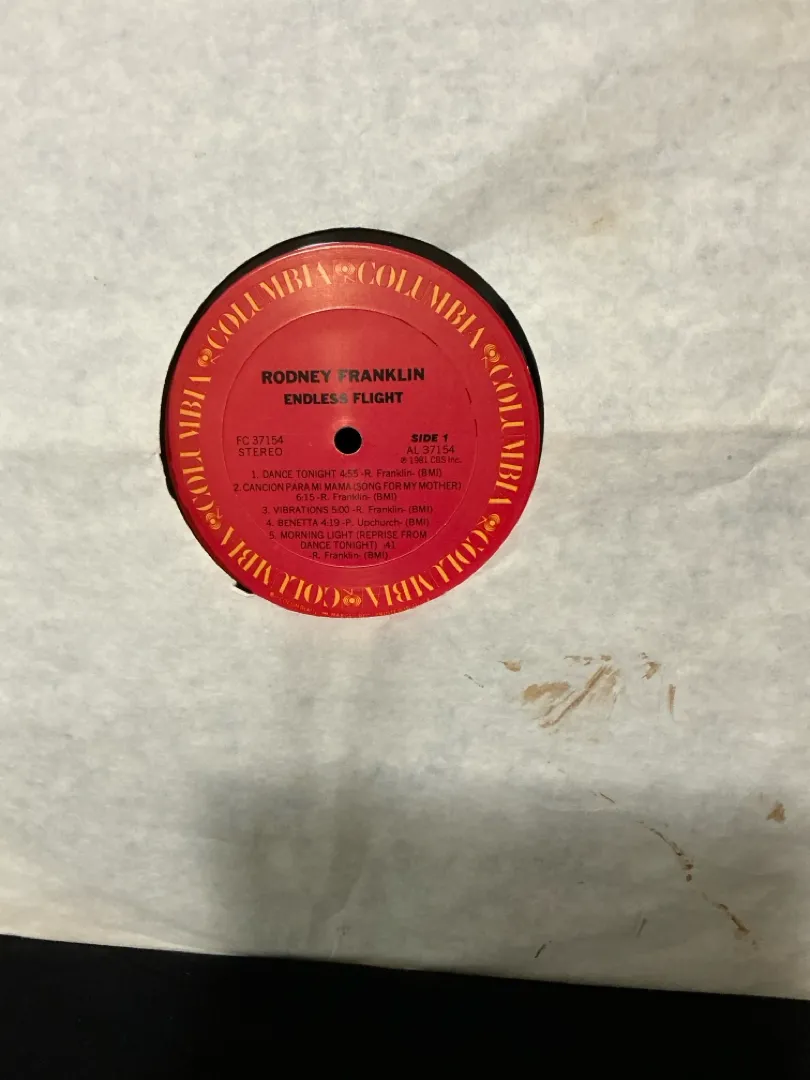 COLUMBIA COLUMBIA COLUMBIA COLUMBIA COLUMBIA COLUMBIA COLUMBIA
RODNEY FRANKLIN
ENDLESS FLIGHT
FC 37154
STEREO
SIDE 1
AL 37154
℗ 1981 CBS Inc.
1. DANCE TONIGHT 4:55 -R. Franklin- (BMI)
2. CANCION PARA MI MAMA (SONG FOR MY MOTHER)
6:15 -R. Franklin- (BMI)
3. VIBRATIONS 5:00 -R. Franklin- (BMI)
4. BENETTA 4:19 -P. Upchurch- (BMI)
5. MORNING LIGHT (REPRISE FROM
DANCE TONIGHT) :41
-R. Franklin- (BMI)